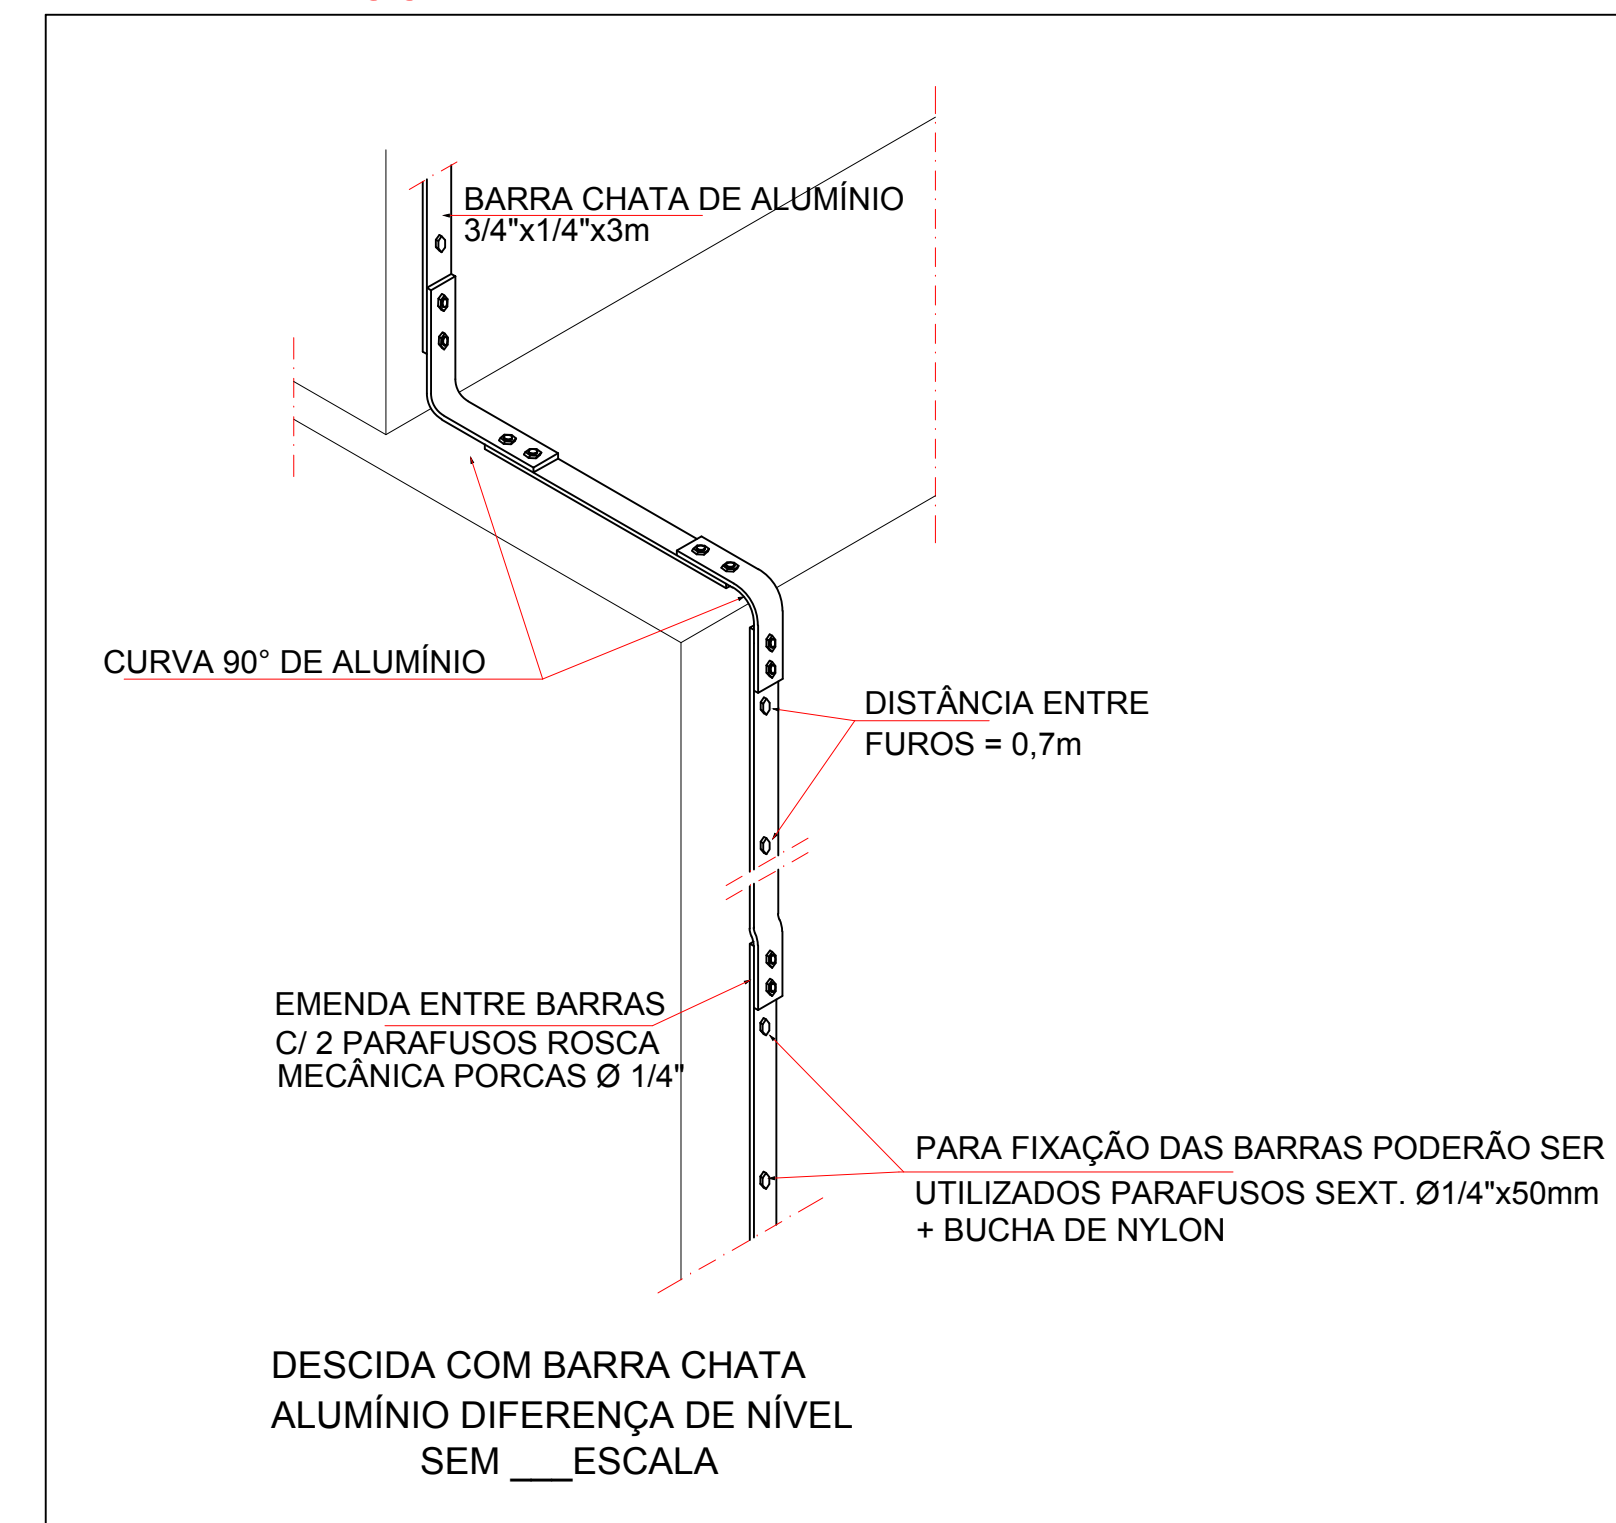 BARRA CHATA DE ALUMÍNIO
3/4"x1/4"x3m
CURVA 90° DE ALUMÍNIO
DISTÂNCIA ENTRE
FUROS = 0,7m
EMENDA ENTRE BARRAS
C/ 2 PARAFUSOS ROSCA
MECÂNICA PORCAS Ø 1/4"
PARA FIXAÇÃO DAS BARRAS PODERÃO SER
UTILIZADOS PARAFUSOS SEXT. Ø1/4"x50mm
+ BUCHA DE NYLON
DESCIDA COM BARRA CHATA
ALUMÍNIO DIFERENÇA DE NÍVEL
SEM ___ESCALA